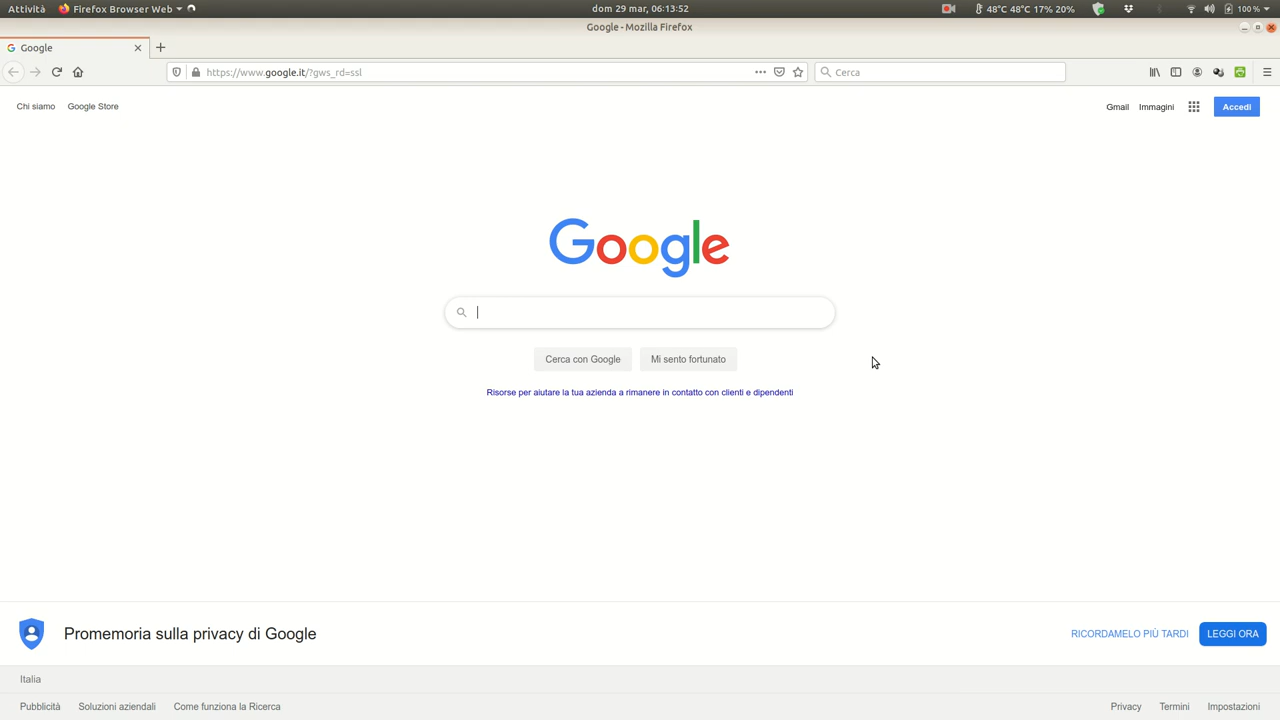 Attività Firefox Browser Web dom 29 mar, 06:13:52 48°C 48°C 17% 20% 100%
Google - Mozilla Firefox
Google
https://www.google.it/?gws_rd=ssl Cerca
Chi siamo Google Store Gmail Immagini Accedi
Google
Cerca con Google Mi sento fortunato
Risorse per aiutare la tua azienda a rimanere in contatto con clienti e dipendenti
Promemoria sulla privacy di Google RICORDAMELO PIÙ TARDI LEGGI ORA
Italia
Pubblicità Soluzioni aziendali Come funziona la Ricerca Privacy Termini Impostazioni